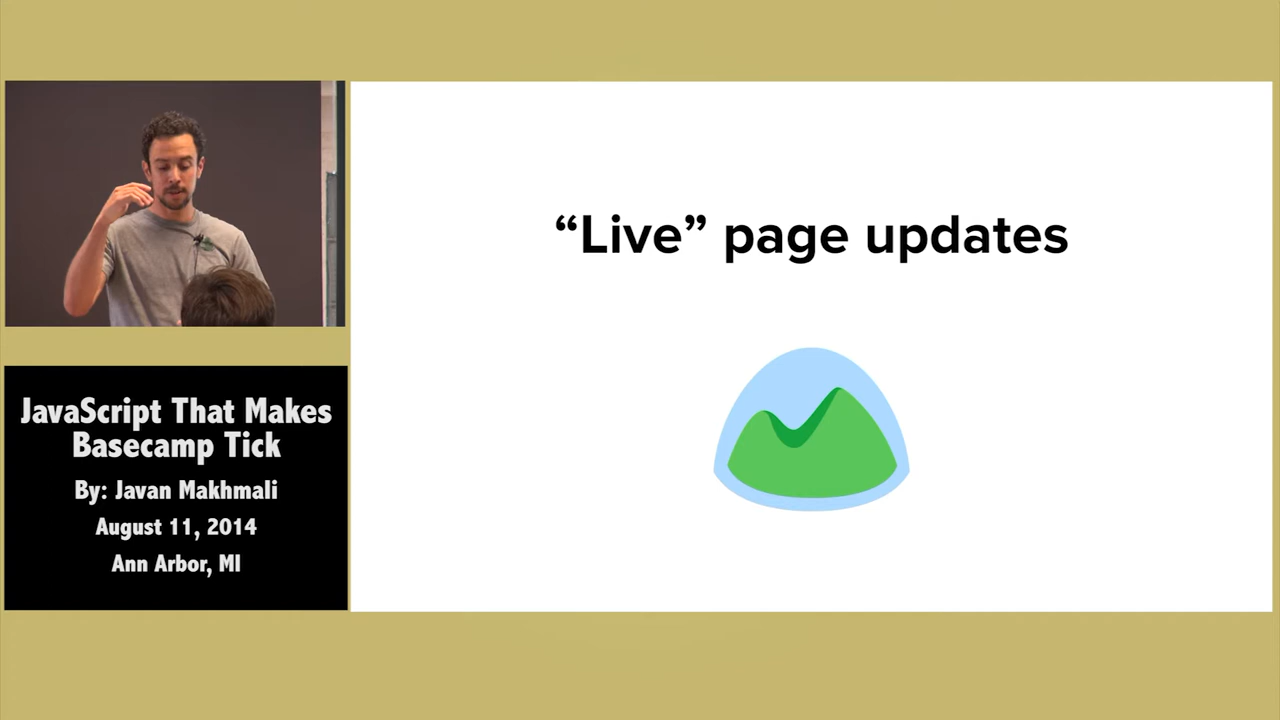 “Live” page updates
JavaScript That Makes
Basecamp Tick
By: Javan Makhmali
August 11, 2014
Ann Arbor, MI